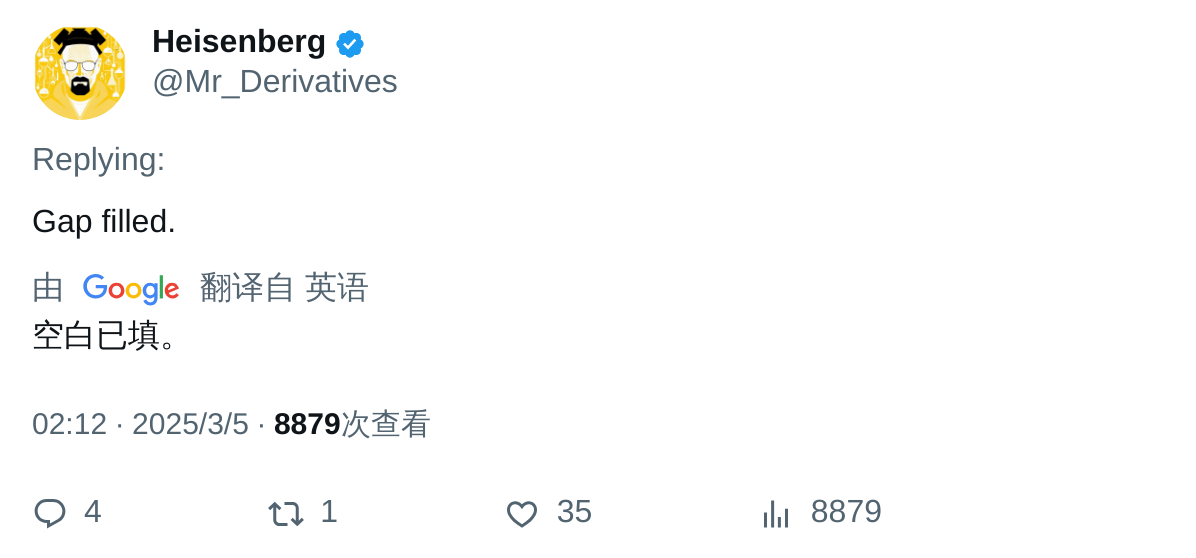 Heisenberg
@Mr_Derivatives
Replying:
Gap filled.
由 Google 翻译自 英语
空白已填。
02:12 · 2025/3/5 · 8879次查看
4 1 35 8879